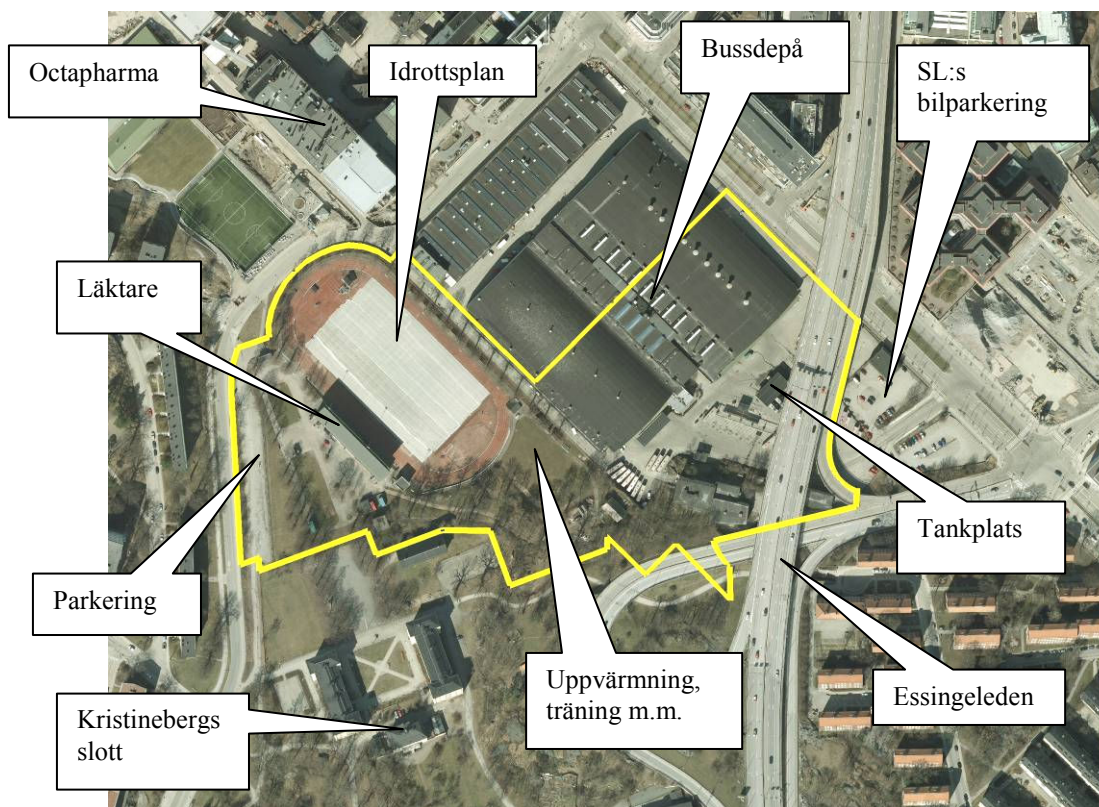 Octapharma
Idrottsplan
Bussdepå
SL:s
bilparkering
Läktare
Tankplats
Parkering
Uppvärmning,
träning m.m.
Essingeleden
Kristinebergs
slott